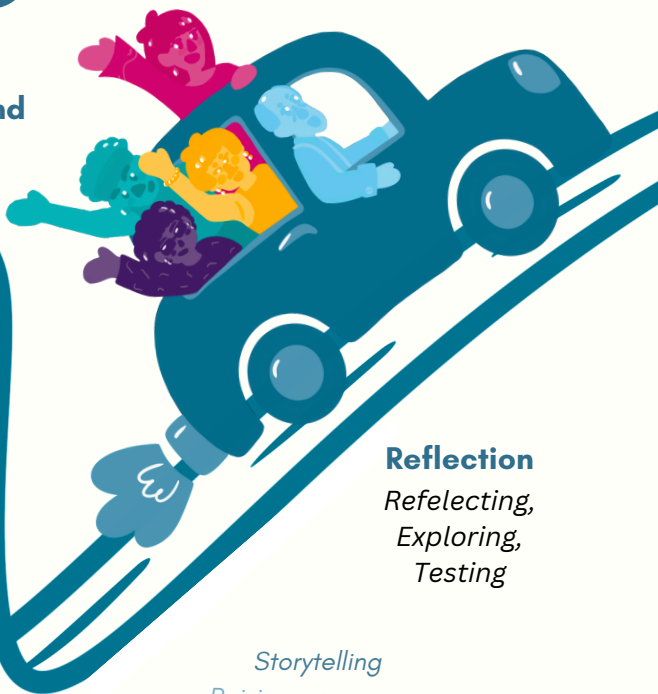 nd
Reflection
Refelecting,
Exploring,
Testing
Storytelling